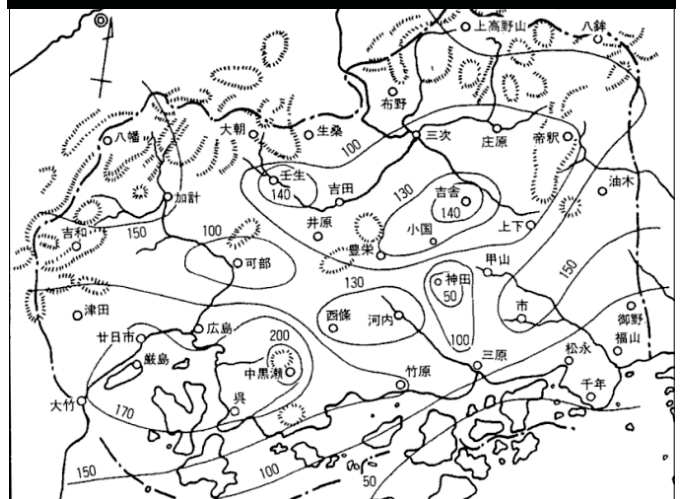 上高野山
八鉾
布野
八幡
大朝
生桑
三次
庄原
帝釈
100
壬生
140
吉田
130
吉舎
140
油木
加計
吉和
150
100
井原
小国
上下
豊栄
可部
甲山
150
神田
50
津田
130
西條
河内
市
御野
広島
廿日市
200
100
福山
厳島
中黒瀬
三原
松永
大竹
竹原
千年
170
呉
150
100
50